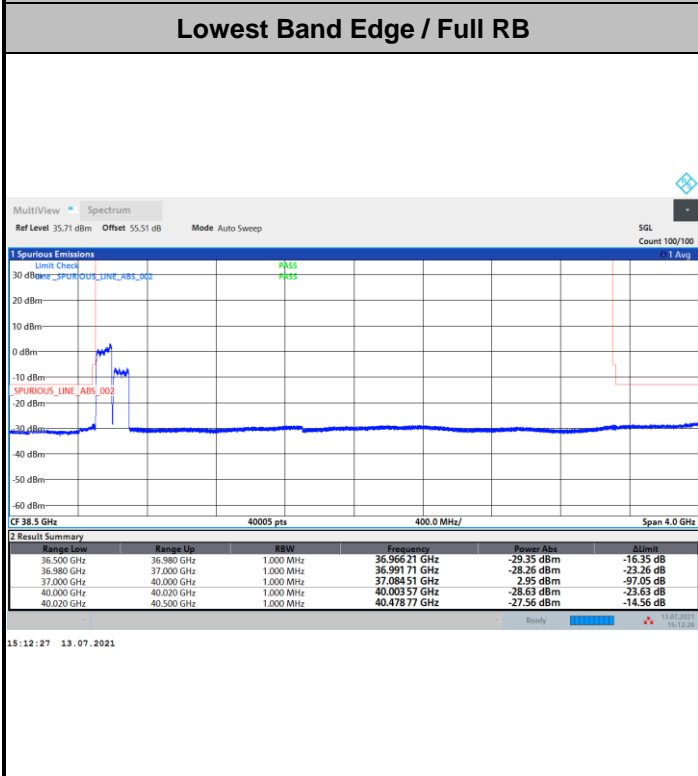 Lowest Band Edge / Full RB
MultiView Spectrum
Ref Level 35.71 dBm Offset 55.51 dB Mode Auto Sweep SGL
Count 100/100
1 Spurious Emissions 1 Avg
Limit Check PASS
30 dBm Line _SPURIOUS_LINE_ABS_002 PASS
20 dBm
10 dBm
0 dBm
-10 dBm
_SPURIOUS_LINE_ABS_002
-20 dBm
-30 dBm
-40 dBm
-50 dBm
-60 dBm
CF 38.5 GHz 40005 pts 400.0 MHz/ Span 4.0 GHz
2 Result Summary
Range Low Range Up RBW Frequency Power Abs ΔLimit
36.500 GHz 36.980 GHz 1.000 MHz 36.966 21 GHz -29.35 dBm -16.35 dB
36.980 GHz 37.000 GHz 1.000 MHz 36.991 71 GHz -28.26 dBm -23.26 dB
37.000 GHz 40.000 GHz 1.000 MHz 37.084 51 GHz 2.95 dBm -97.05 dB
40.000 GHz 40.020 GHz 1.000 MHz 40.003 57 GHz -28.63 dBm -23.63 dB
40.020 GHz 40.500 GHz 1.000 MHz 40.478 77 GHz -27.56 dBm -14.56 dB
Ready 13.07.2021
15:12:26
15:12:27 13.07.2021